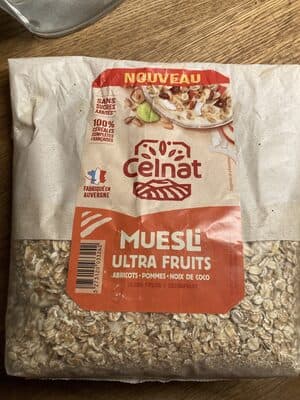 NOUVEAU
SANS
SUCRES
AJOUTÉS*
100%
CÉRÉALES
COMPLÈTES
FRANÇAISES
Celnat
FABRIQUÉ EN
AUVERGNE
MUESLi
ULTRA FRUITS
ABRICOTS • POMMES • NOIX DE COCO